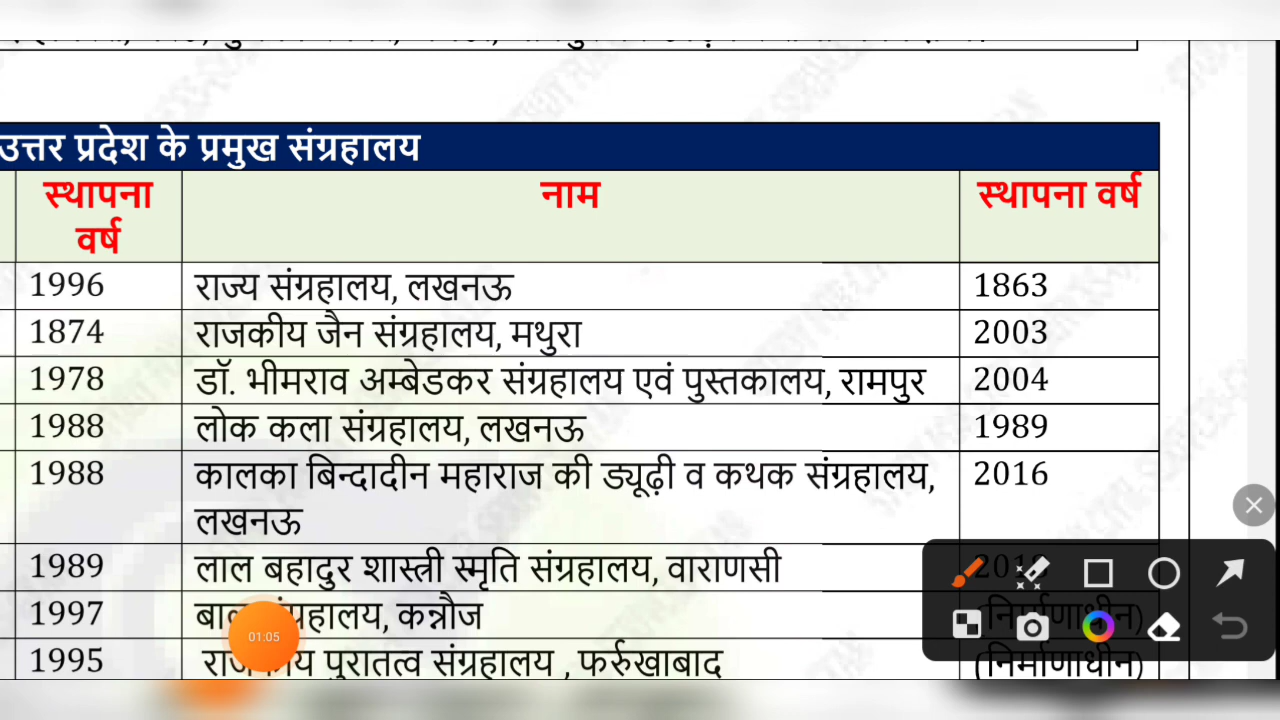 उत्तर प्रदेश के प्रमुख संग्रहालय
स्थापना वर्ष नाम स्थापना वर्ष
1996 राज्य संग्रहालय, लखनऊ 1863
1874 राजकीय जैन संग्रहालय, मथुरा 2003
1978 डॉ. भीमराव अम्बेडकर संग्रहालय एवं पुस्तकालय, रामपुर 2004
1988 लोक कला संग्रहालय, लखनऊ 1989
1988 कालका बिन्दादीन महाराज की ड्यूढ़ी व कथक संग्रहालय, 2016
लखनऊ
1989 लाल बहादुर शास्त्री स्मृति संग्रहालय, वाराणसी
1997 संग्रहालय, कन्नौज (निर्माणाधीन)
01:05
1995 पुरातत्व संग्रहालय , फर्रुखाबाद (निर्माणाधीन)